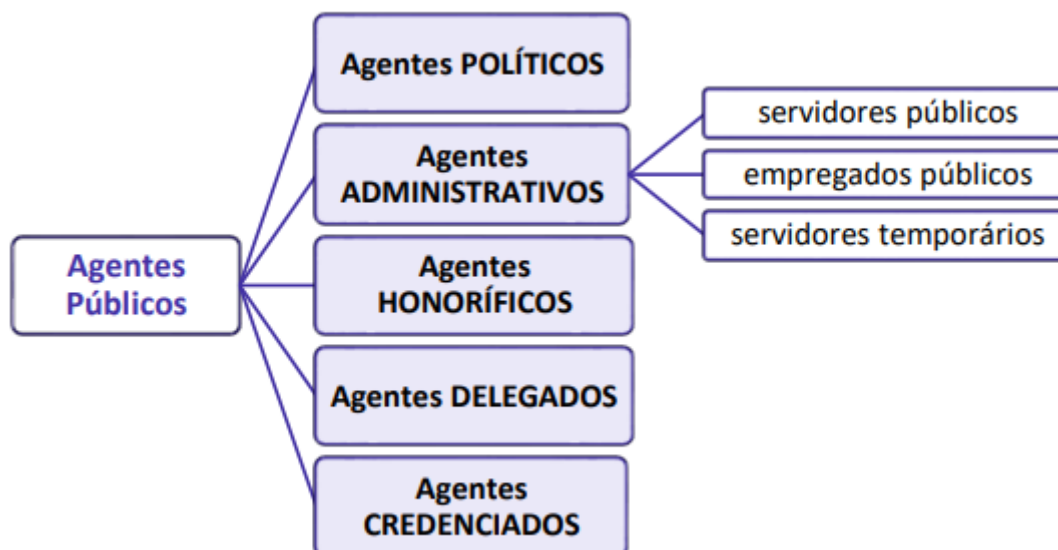 Agentes
Públicos
Agentes POLÍTICOS
Agentes
ADMINISTRATIVOS
servidores públicos
empregados públicos
servidores temporários
Agentes
HONORÍFICOS
Agentes DELEGADOS
Agentes
CREDENCIADOS